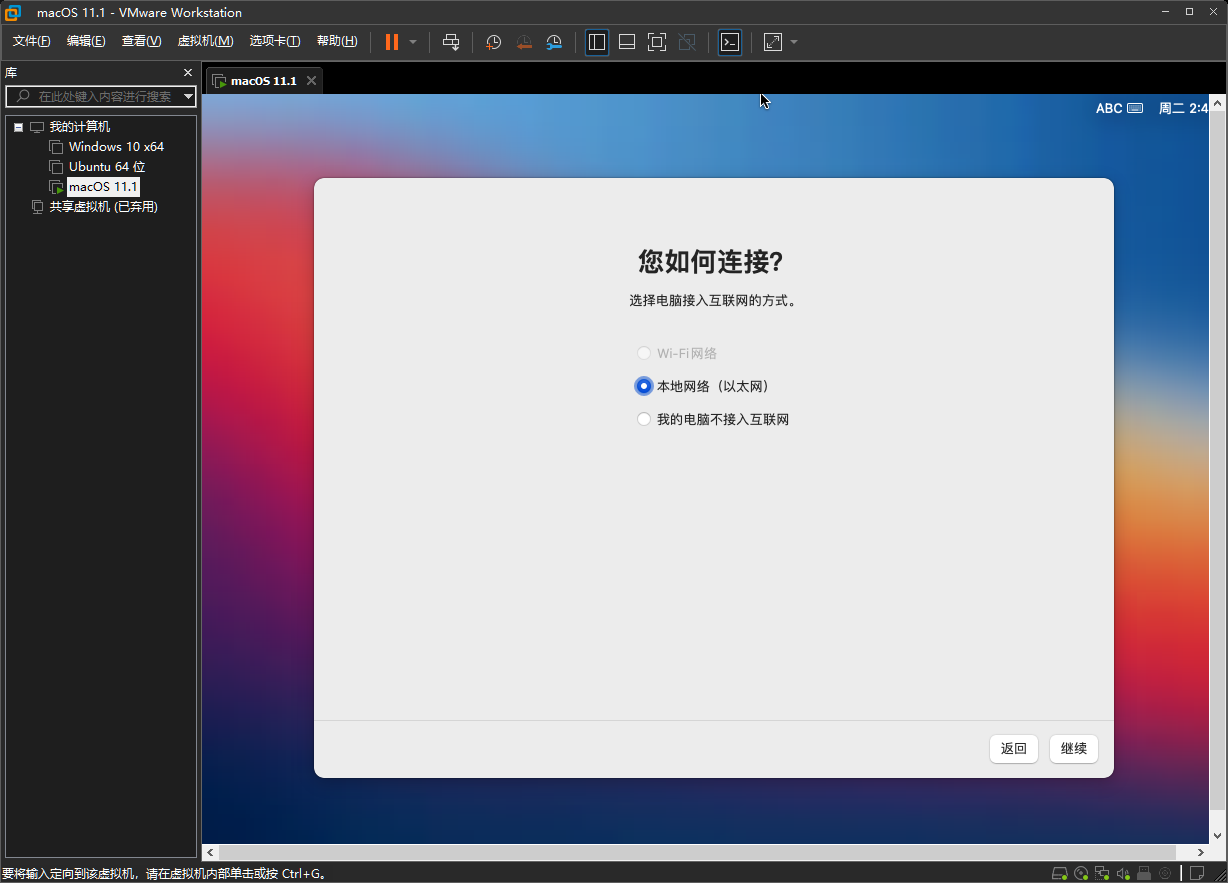 macOS 11.1 - VMware Workstation
文件(F) 编辑(E) 查看(V) 虚拟机(M) 选项卡(T) 帮助(H)
库
macOS 11.1
在此处键入内容进行搜索
ABC 周二 2:4
我的计算机
Windows 10 x64
Ubuntu 64 位
macOS 11.1
共享虚拟机 (已弃用)
您如何连接?
选择电脑接入互联网的方式。
Wi-Fi网络
本地网络（以太网）
我的电脑不接入互联网
返回 继续
要将输入定向到该虚拟机，请在虚拟机内部单击或按 Ctrl+G。